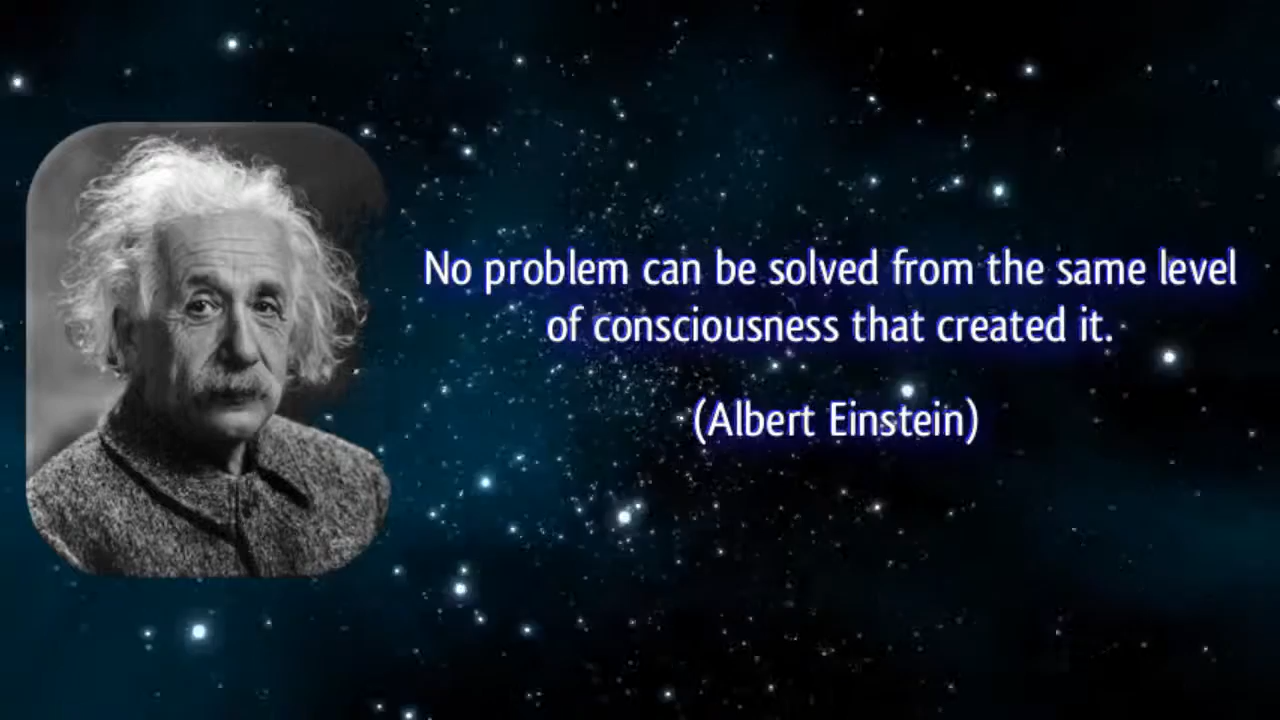 No problem can be solved from the same level
of consciousness that created it.
(Albert Einstein)